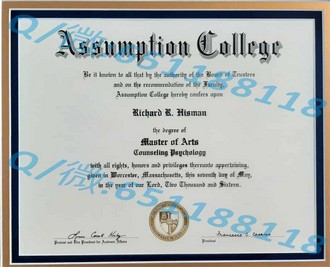 Assumption College
Be it known to all that by the authority of the Board of Trustees
and on the recommendation of the Faculty,
Assumption College hereby confers upon
Richard R. Hisman
the degree of
Master of Arts
Counseling Psychology
with all rights, honors and privileges thereunto appertaining,
given in Worcester, Massachusetts, this seventh day of May,
in the year of our Lord, Two Thousand and Sixteen.
Provost and Vice President for Academic Affairs
President
Q/微:651188118
Q/微:651188118